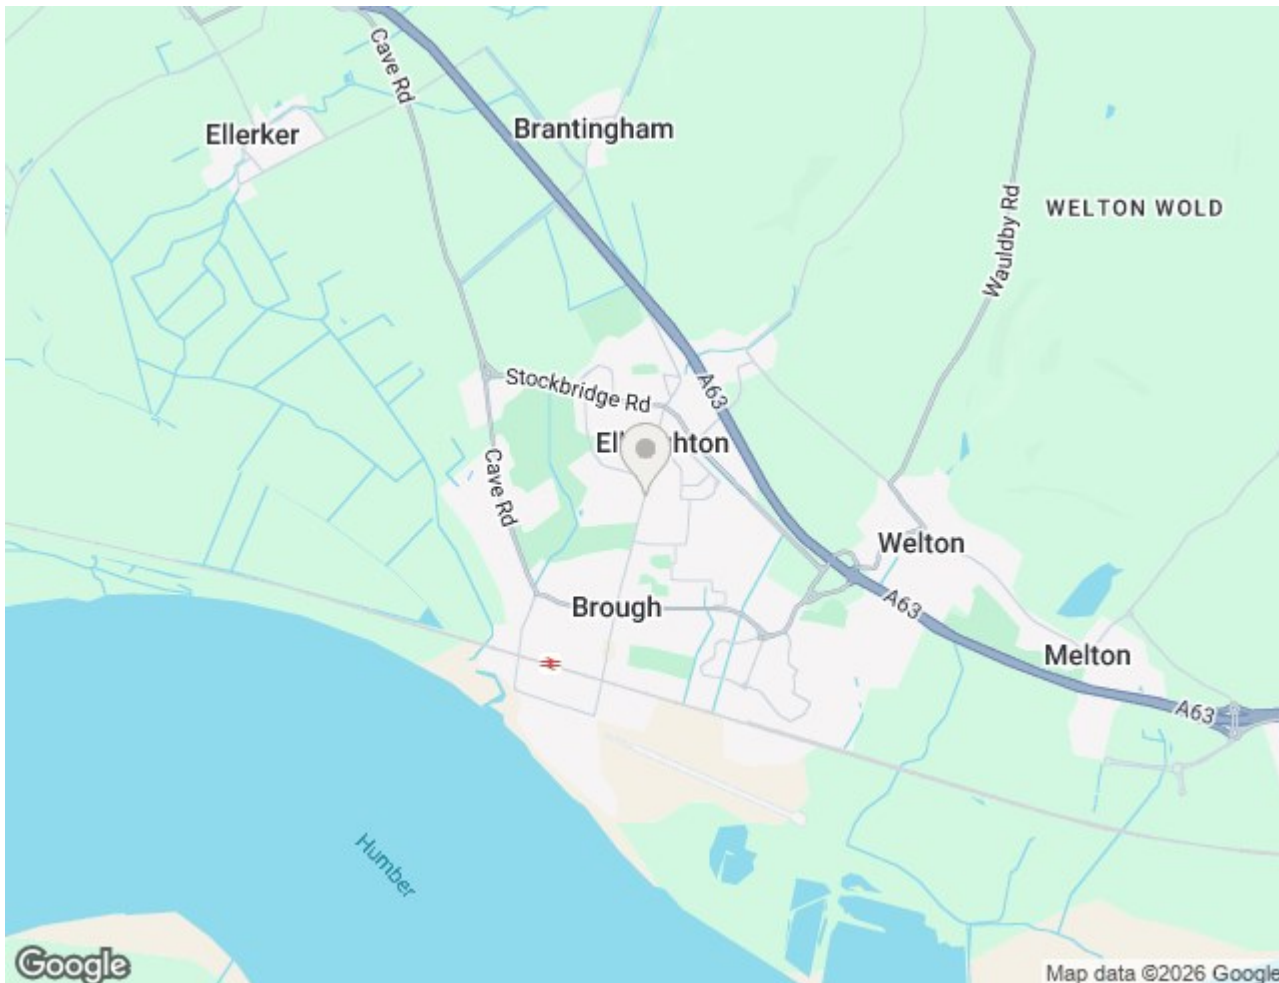 Cave Rd
Ellerker
Brantingham
WELTON WOLD
Wauldby Rd
Stockbridge Rd
A63
Cave Rd
Welton
Brough
A63
Melton
A63
Humber
Google
Map data ©2026 Google